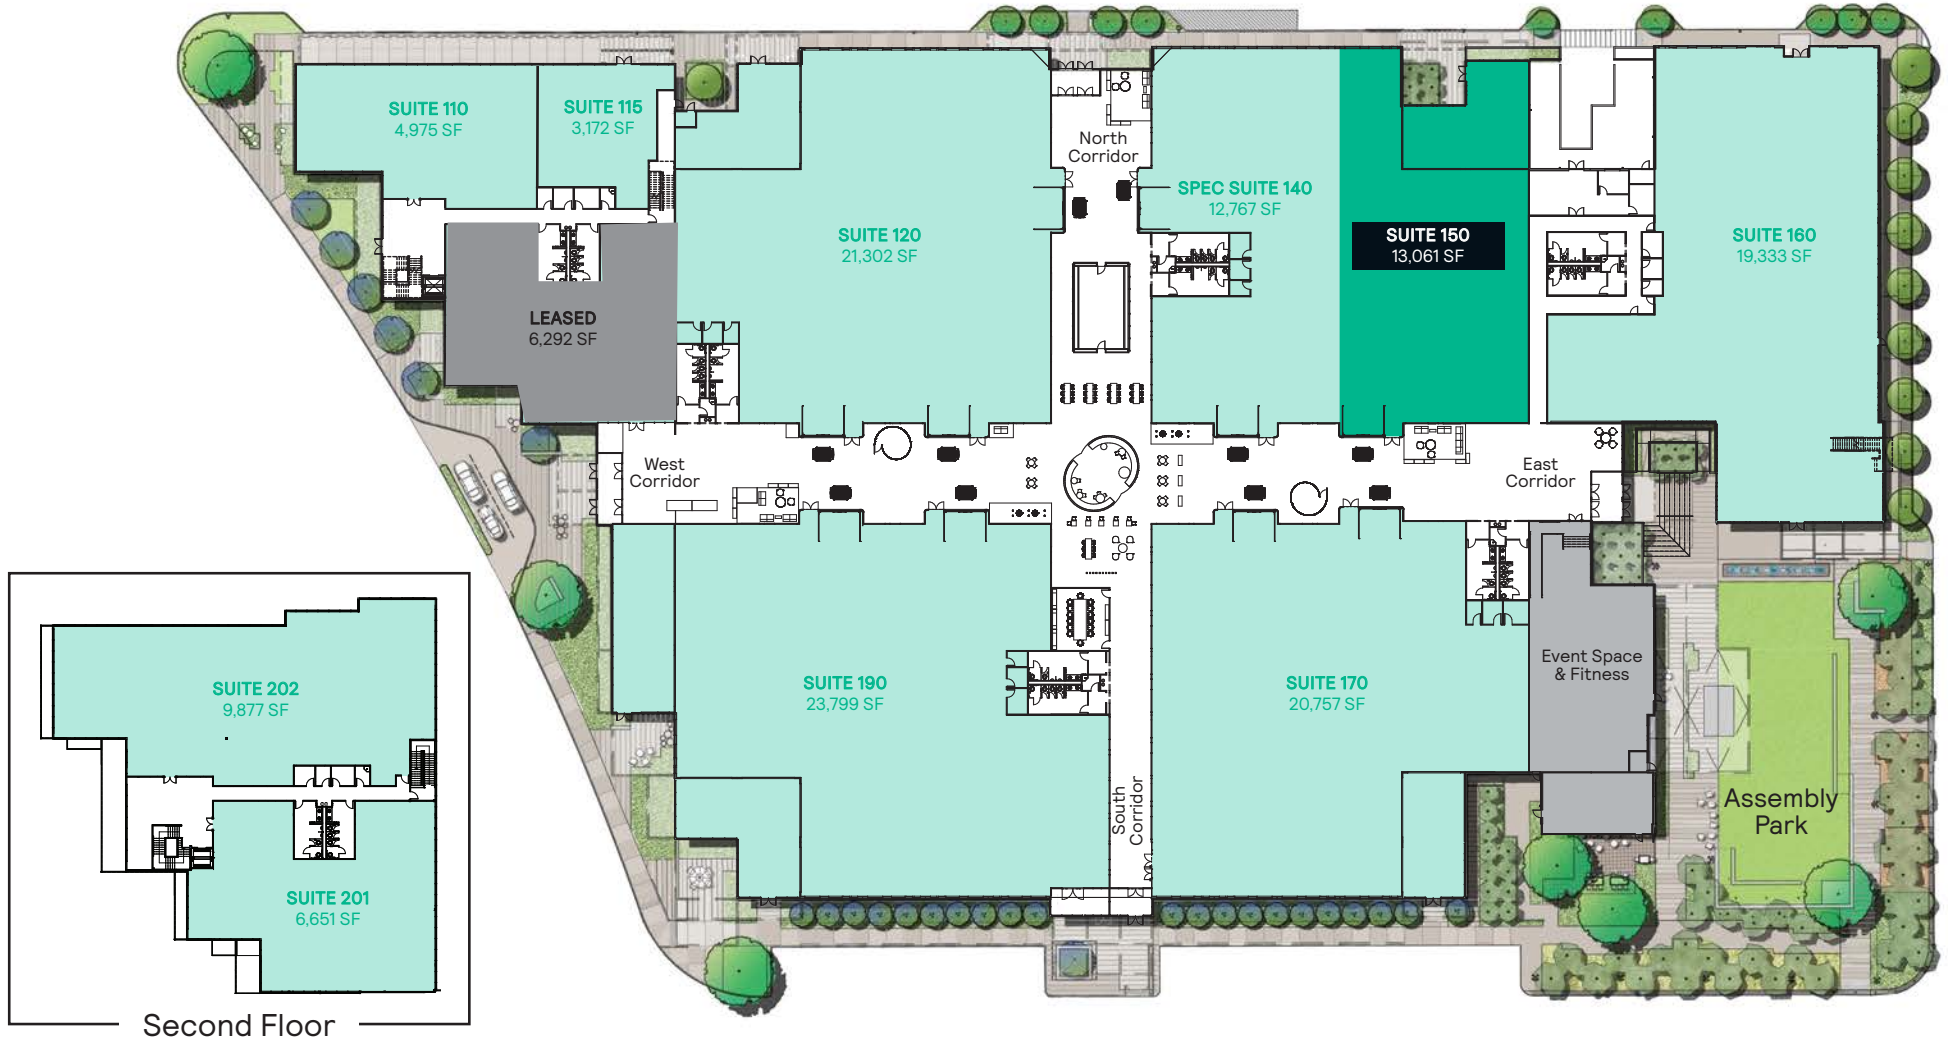 SUITE 110
4,975 SF
SUITE 115
3,172 SF
SUITE 120
21,302 SF
North
Corridor
SPEC SUITE 140
12,767 SF
SUITE 150
13,061 SF
SUITE 160
19,333 SF
LEASED
6,292 SF
West
Corridor
East
Corridor
SUITE 190
23,799 SF
SUITE 170
20,757 SF
Event Space
& Fitness
South
Corridor
Assembly
Park
SUITE 202
9,877 SF
SUITE 201
6,651 SF
Second Floor